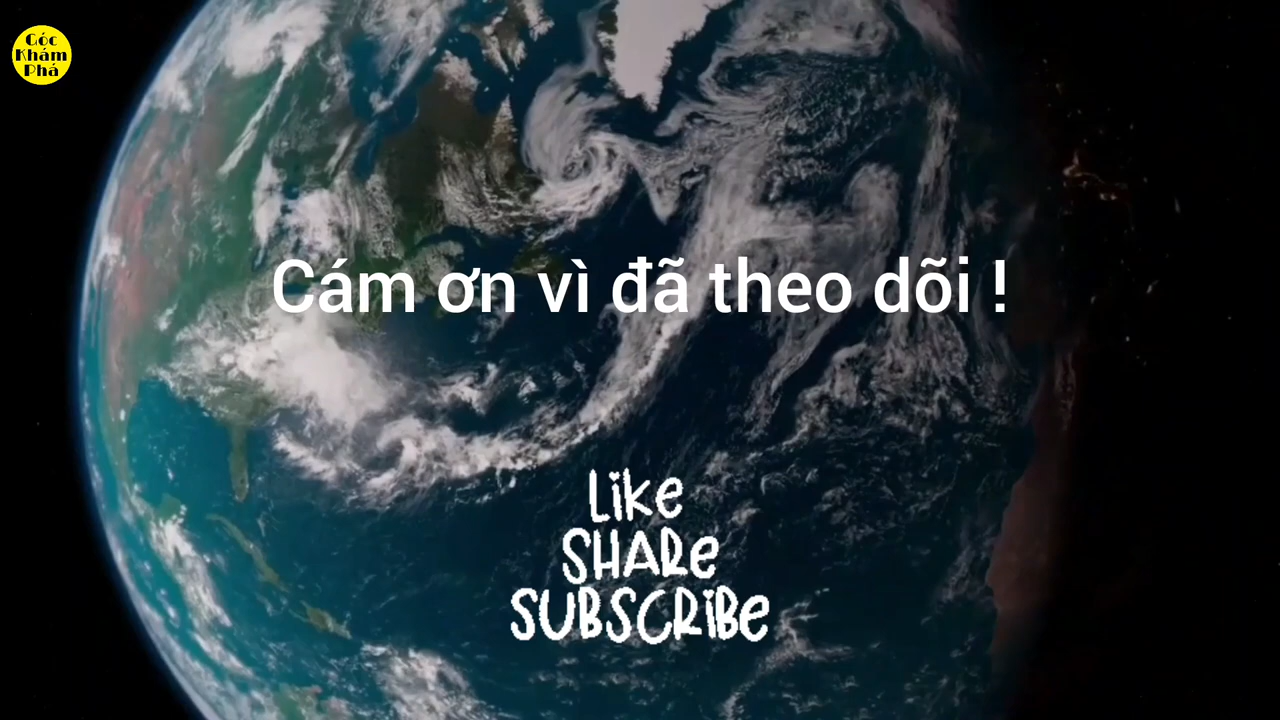 Góc
Khám
Phá
Cám ơn vì đã theo dõi !
Like
SHARe
SUBSCRiBe